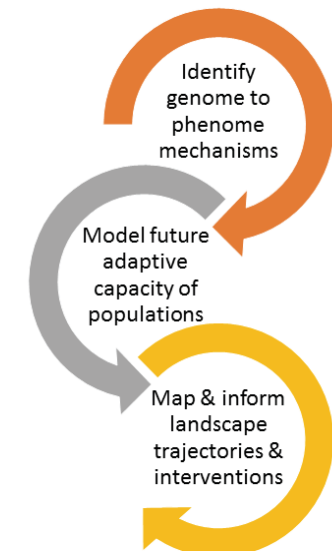 Identify
genome to
phenome
mechanisms
Model future
adaptive
capacity of
populations
Map & inform
landscape
trajectories &
interventions